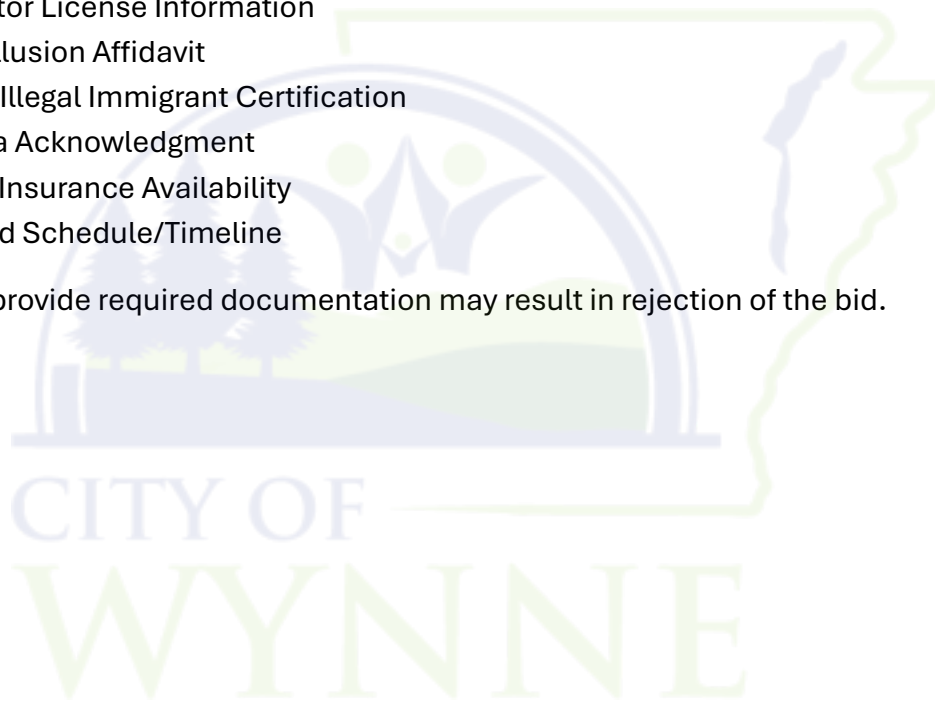 tor License Information
llusion Affidavit
Illegal Immigrant Certification
a Acknowledgment
Insurance Availability
d Schedule/Timeline
provide required documentation may result in rejection of the bid.
CITY OF
WYNNE